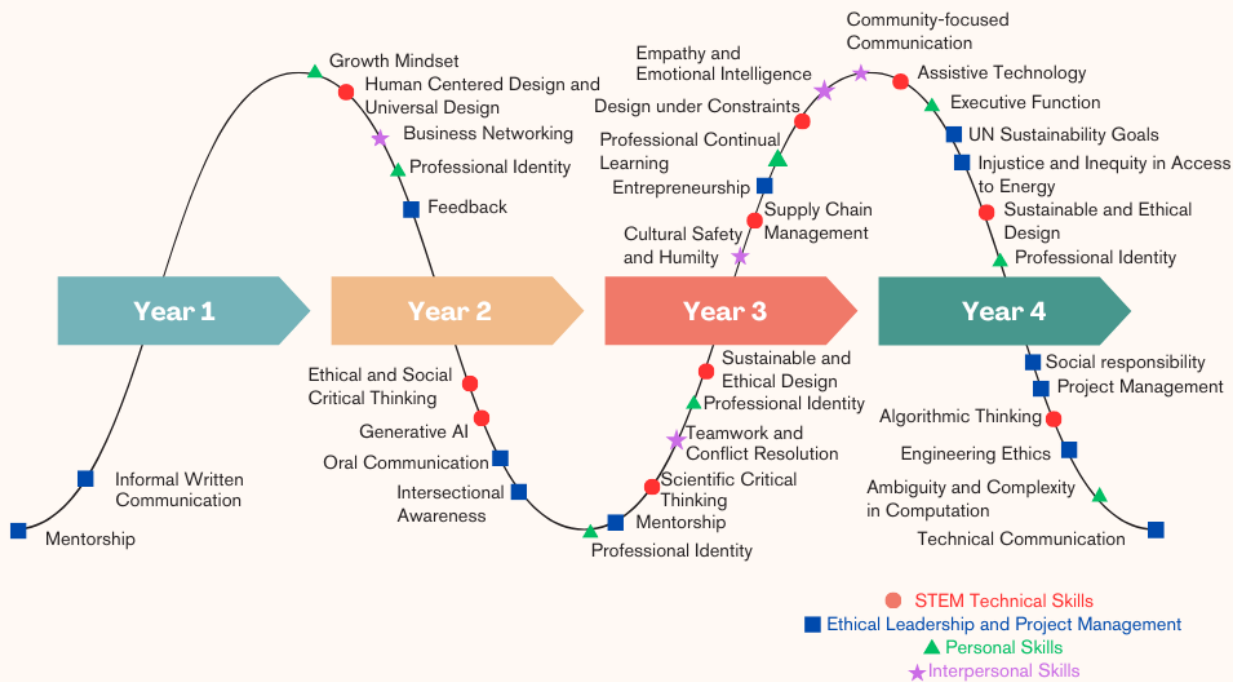 Growth Mindset
Human Centered Design and
Universal Design
Business Networking
Professional Identity
Feedback
Community-focused
Communication
Empathy and
Emotional Intelligence
Assistive Technology
Design under Constraints
Executive Function
Professional Continual
Learning
UN Sustainability Goals
Injustice and Inequity in Access
to Energy
Entrepreneurship
Supply Chain
Management
Sustainable and Ethical
Design
Cultural Safety
and Humilty
Professional Identity
Year 1
Year 2
Year 3
Year 4
Informal Written
Communication
Mentorship
Ethical and Social
Critical Thinking
Generative AI
Oral Communication
Intersectional
Awareness
Professional Identity
Mentorship
Scientific Critical
Thinking
Teamwork and
Conflict Resolution
Professional Identity
Sustainable and
Ethical Design
Social responsibility
Project Management
Algorithmic Thinking
Engineering Ethics
Ambiguity and Complexity
in Computation
Technical Communication
STEM Technical Skills
Ethical Leadership and Project Management
Personal Skills
Interpersonal Skills